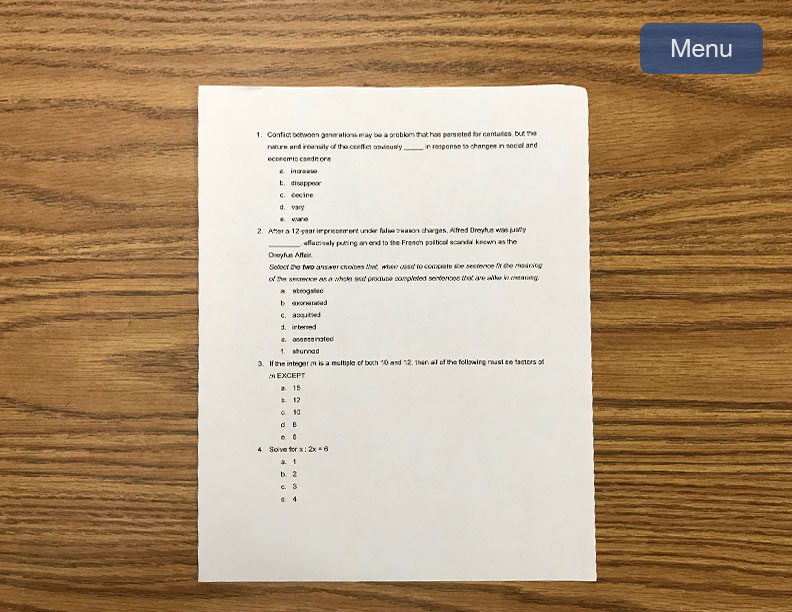 Menu
1. Conflict between generations may be a problem that has persisted for centuries, but the
nature and intensity of the conflict obviously _____ in response to changes in social and
economic conditions
a. increase
b. disappear
c. decline
d. vary
e. wane
2. After a 12-year imprisonment under false treason charges, Alfred Dreyfus was justly
________, effectively putting an end to the French political scandal known as the
Dreyfus Affair.
Select the two answer choices that, when used to complete the sentence fit the meaning
of the sentence as a whole and produce completed sentences that are alike in meaning.
a. abrogated
b. exonerated
c. acquitted
d. interred
e. assassinated
f. shunned
3. If the integer m is a multiple of both 10 and 12, then all of the following must be factors of
m EXCEPT
a. 15
b. 12
c. 10
d. 8
e. 6
4. Solve for x : 2x = 6
a. 1
b. 2
c. 3
d. 4